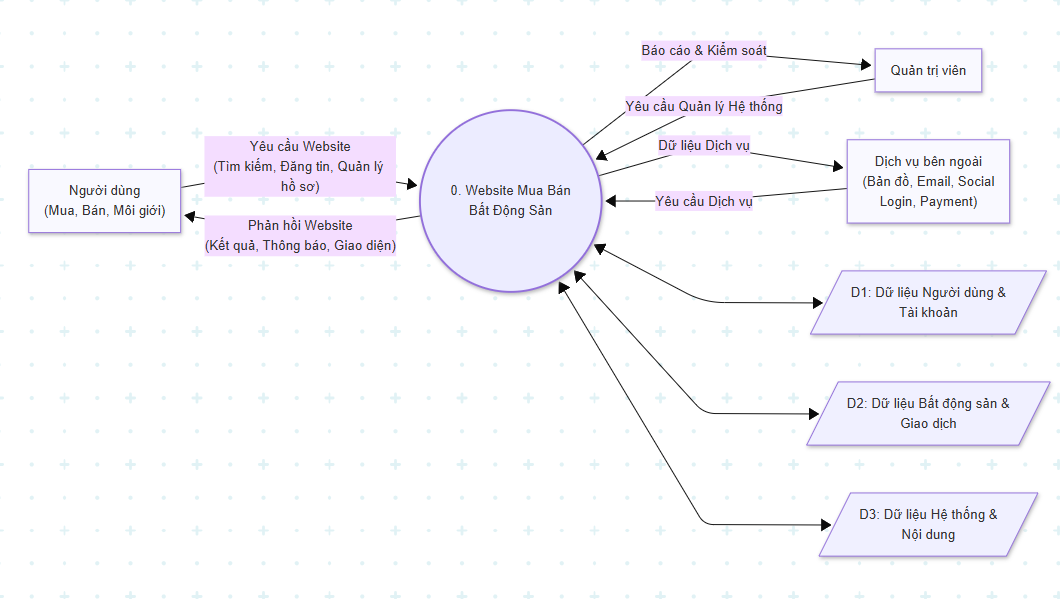 Báo cáo & Kiểm soát
Quản trị viên
Yêu cầu Quản lý Hệ thống
Dữ liệu Dịch vụ
Dịch vụ bên ngoài
(Bản đồ, Email, Social
Login, Payment)
Yêu cầu Dịch vụ
Yêu cầu Website
(Tìm kiếm, Đăng tin, Quản lý
hồ sơ)
Người dùng
(Mua, Bán, Môi giới)
0. Website Mua Bán
Bất Động Sản
Phản hồi Website
(Kết quả, Thông báo, Giao diện)
D1: Dữ liệu Người dùng &
Tài khoản
D2: Dữ liệu Bất động sản &
Giao dịch
D3: Dữ liệu Hệ thống &
Nội dung